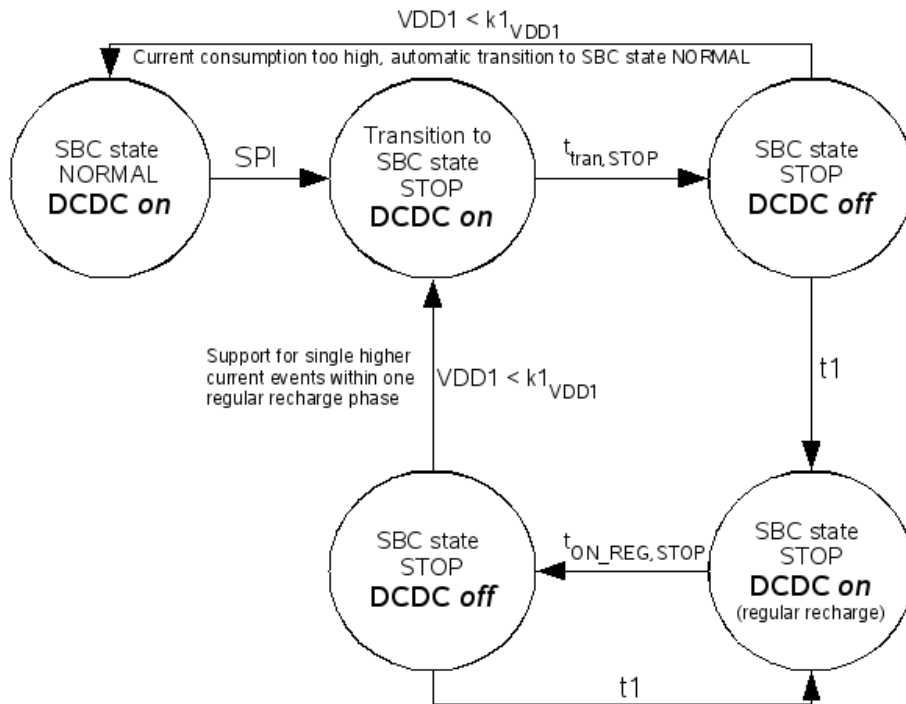 VDD1 < k1VDD1
Current consumption too high, automatic transition to SBC state NORMAL
SBC state
NORMAL
DCDC on
SPI
Transition to
SBC state
STOP
DCDC on
ttran,STOP
SBC state
STOP
DCDC off
Support for single higher
current events within one
regular recharge phase
VDD1 < k1VDD1
t1
SBC state
STOP
DCDC off
tON_REG,STOP
SBC state
STOP
DCDC on
(regular recharge)
t1